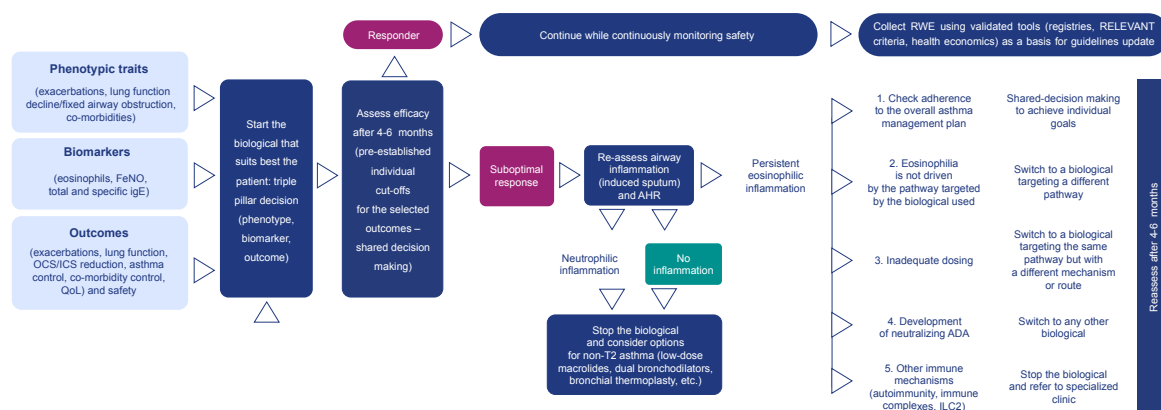 Responder
Continue while continuously monitoring safety
Collect RWE using validated tools (registries, RELEVANT
criteria, health economics) as a basis for guidelines update
Phenotypic traits
(exacerbations, lung function
decline/fixed airway obstruction,
co-morbidities)
Biomarkers
(eosinophils, FeNO,
total and specific igE)
Outcomes
(exacerbations, lung function,
OCS/ICS reduction, asthma
control, co-morbidity control,
QoL) and safety
Start the
biological that
suits best the
patient: triple
pillar decision
(phenotype,
biomarker,
outcome)
Assess efficacy
after 4-6 months
(pre-established
individual
cut-offs
for the selected
outcomes –
shared decision
making)
Suboptimal
response
Re-assess airway
inflammation
(induced sputum)
and AHR
Persistent
eosinophilic
inflammation
Neutrophilic
inflammation
No
inflammation
Stop the biological
and consider options
for non-T2 asthma (low-dose
macrolides, dual bronchodilators,
bronchial thermoplasty, etc.)
1. Check adherence
to the overall asthma
management plan
Shared-decision making
to achieve individual
goals
2. Eosinophilia
is not driven
by the pathway targeted
by the biological used
Switch to a biological
targeting a different
pathway
3. Inadequate dosing
Switch to a biological
targeting the same
pathway but with
a different mechanism
or route
4. Development
of neutralizing ADA
Switch to any other
biological
5. Other immune
mechanisms
(autoimmunity, immune
complexes, ILC2)
Stop the biological
and refer to specialized
clinic
Reassess after 4-6 months